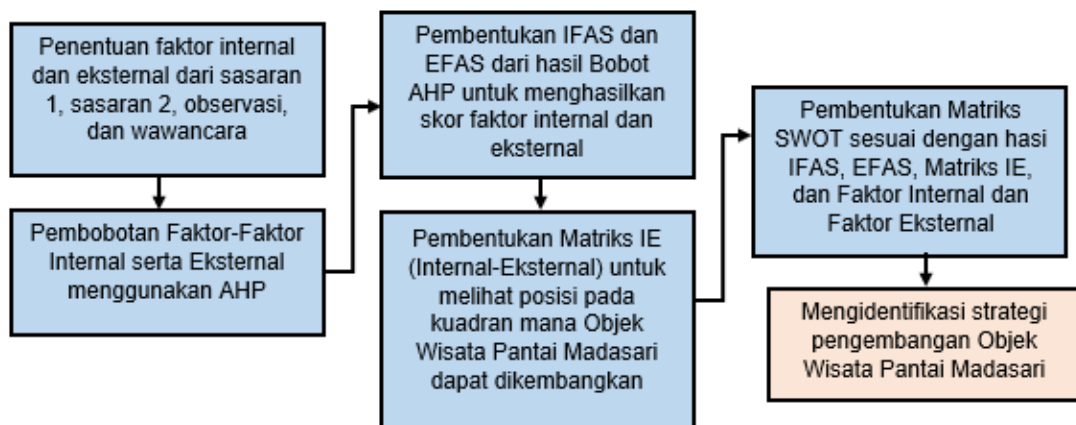 Penentuan faktor internal
dan eksternal dari sasaran
1, sasaran 2, observasi,
dan wawancara
Pembobotan Faktor-Faktor
Internal serta Eksternal
menggunakan AHP
Pembentukan IFAS dan
EFAS dari hasil Bobot
AHP untuk menghasilkan
skor faktor internal dan
eksternal
Pembentukan Matriks IE
(Internal-Eksternal) untuk
melihat posisi pada
kuadran mana Objek
Wisata Pantai Madasari
dapat dikembangkan
Pembentukan Matriks
SWOT sesuai dengan hasi
IFAS, EFAS, Matriks IE,
dan Faktor Internal dan
Faktor Eksternal
Mengidentifikasi strategi
pengembangan Objek
Wisata Pantai Madasari